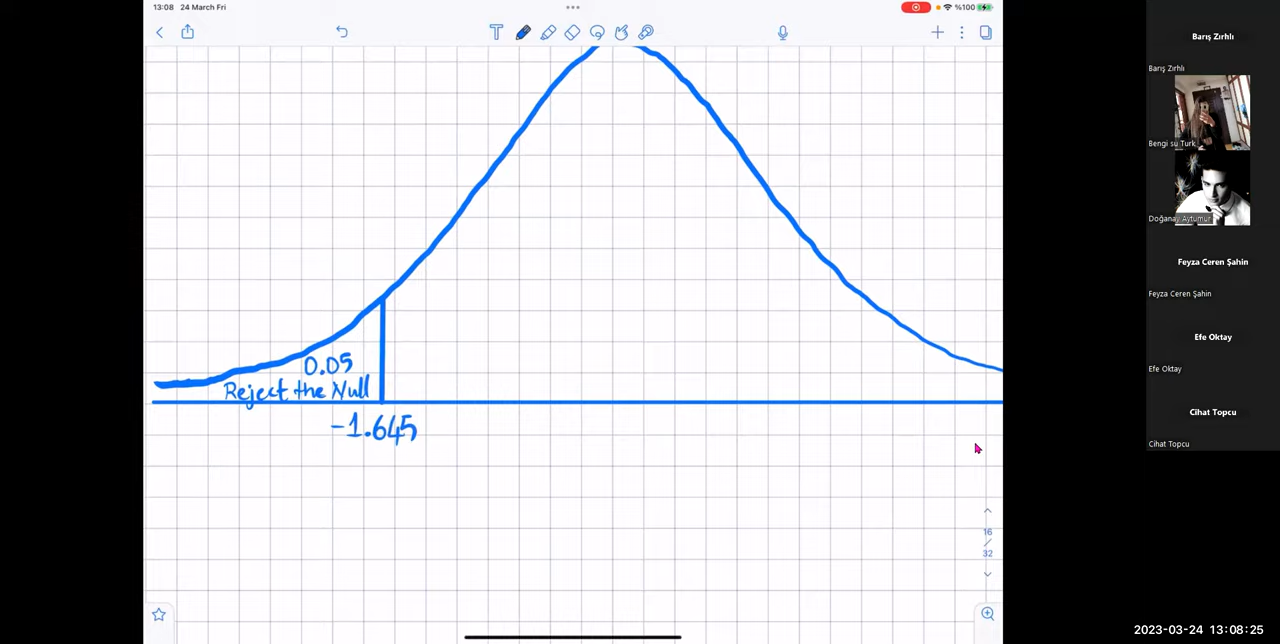 13:08 24 March Fri
%100
T
0.05
Reject the Null
-1.645
16
/
32
Barış Zırhlı
Barış Zırhlı
Bengi su Turk
Doğanay Aytumur
Feyza Ceren Şahin
Feyza Ceren Şahin
Efe Oktay
Efe Oktay
Cihat Topcu
Cihat Topcu
2023-03-24 13:08:25